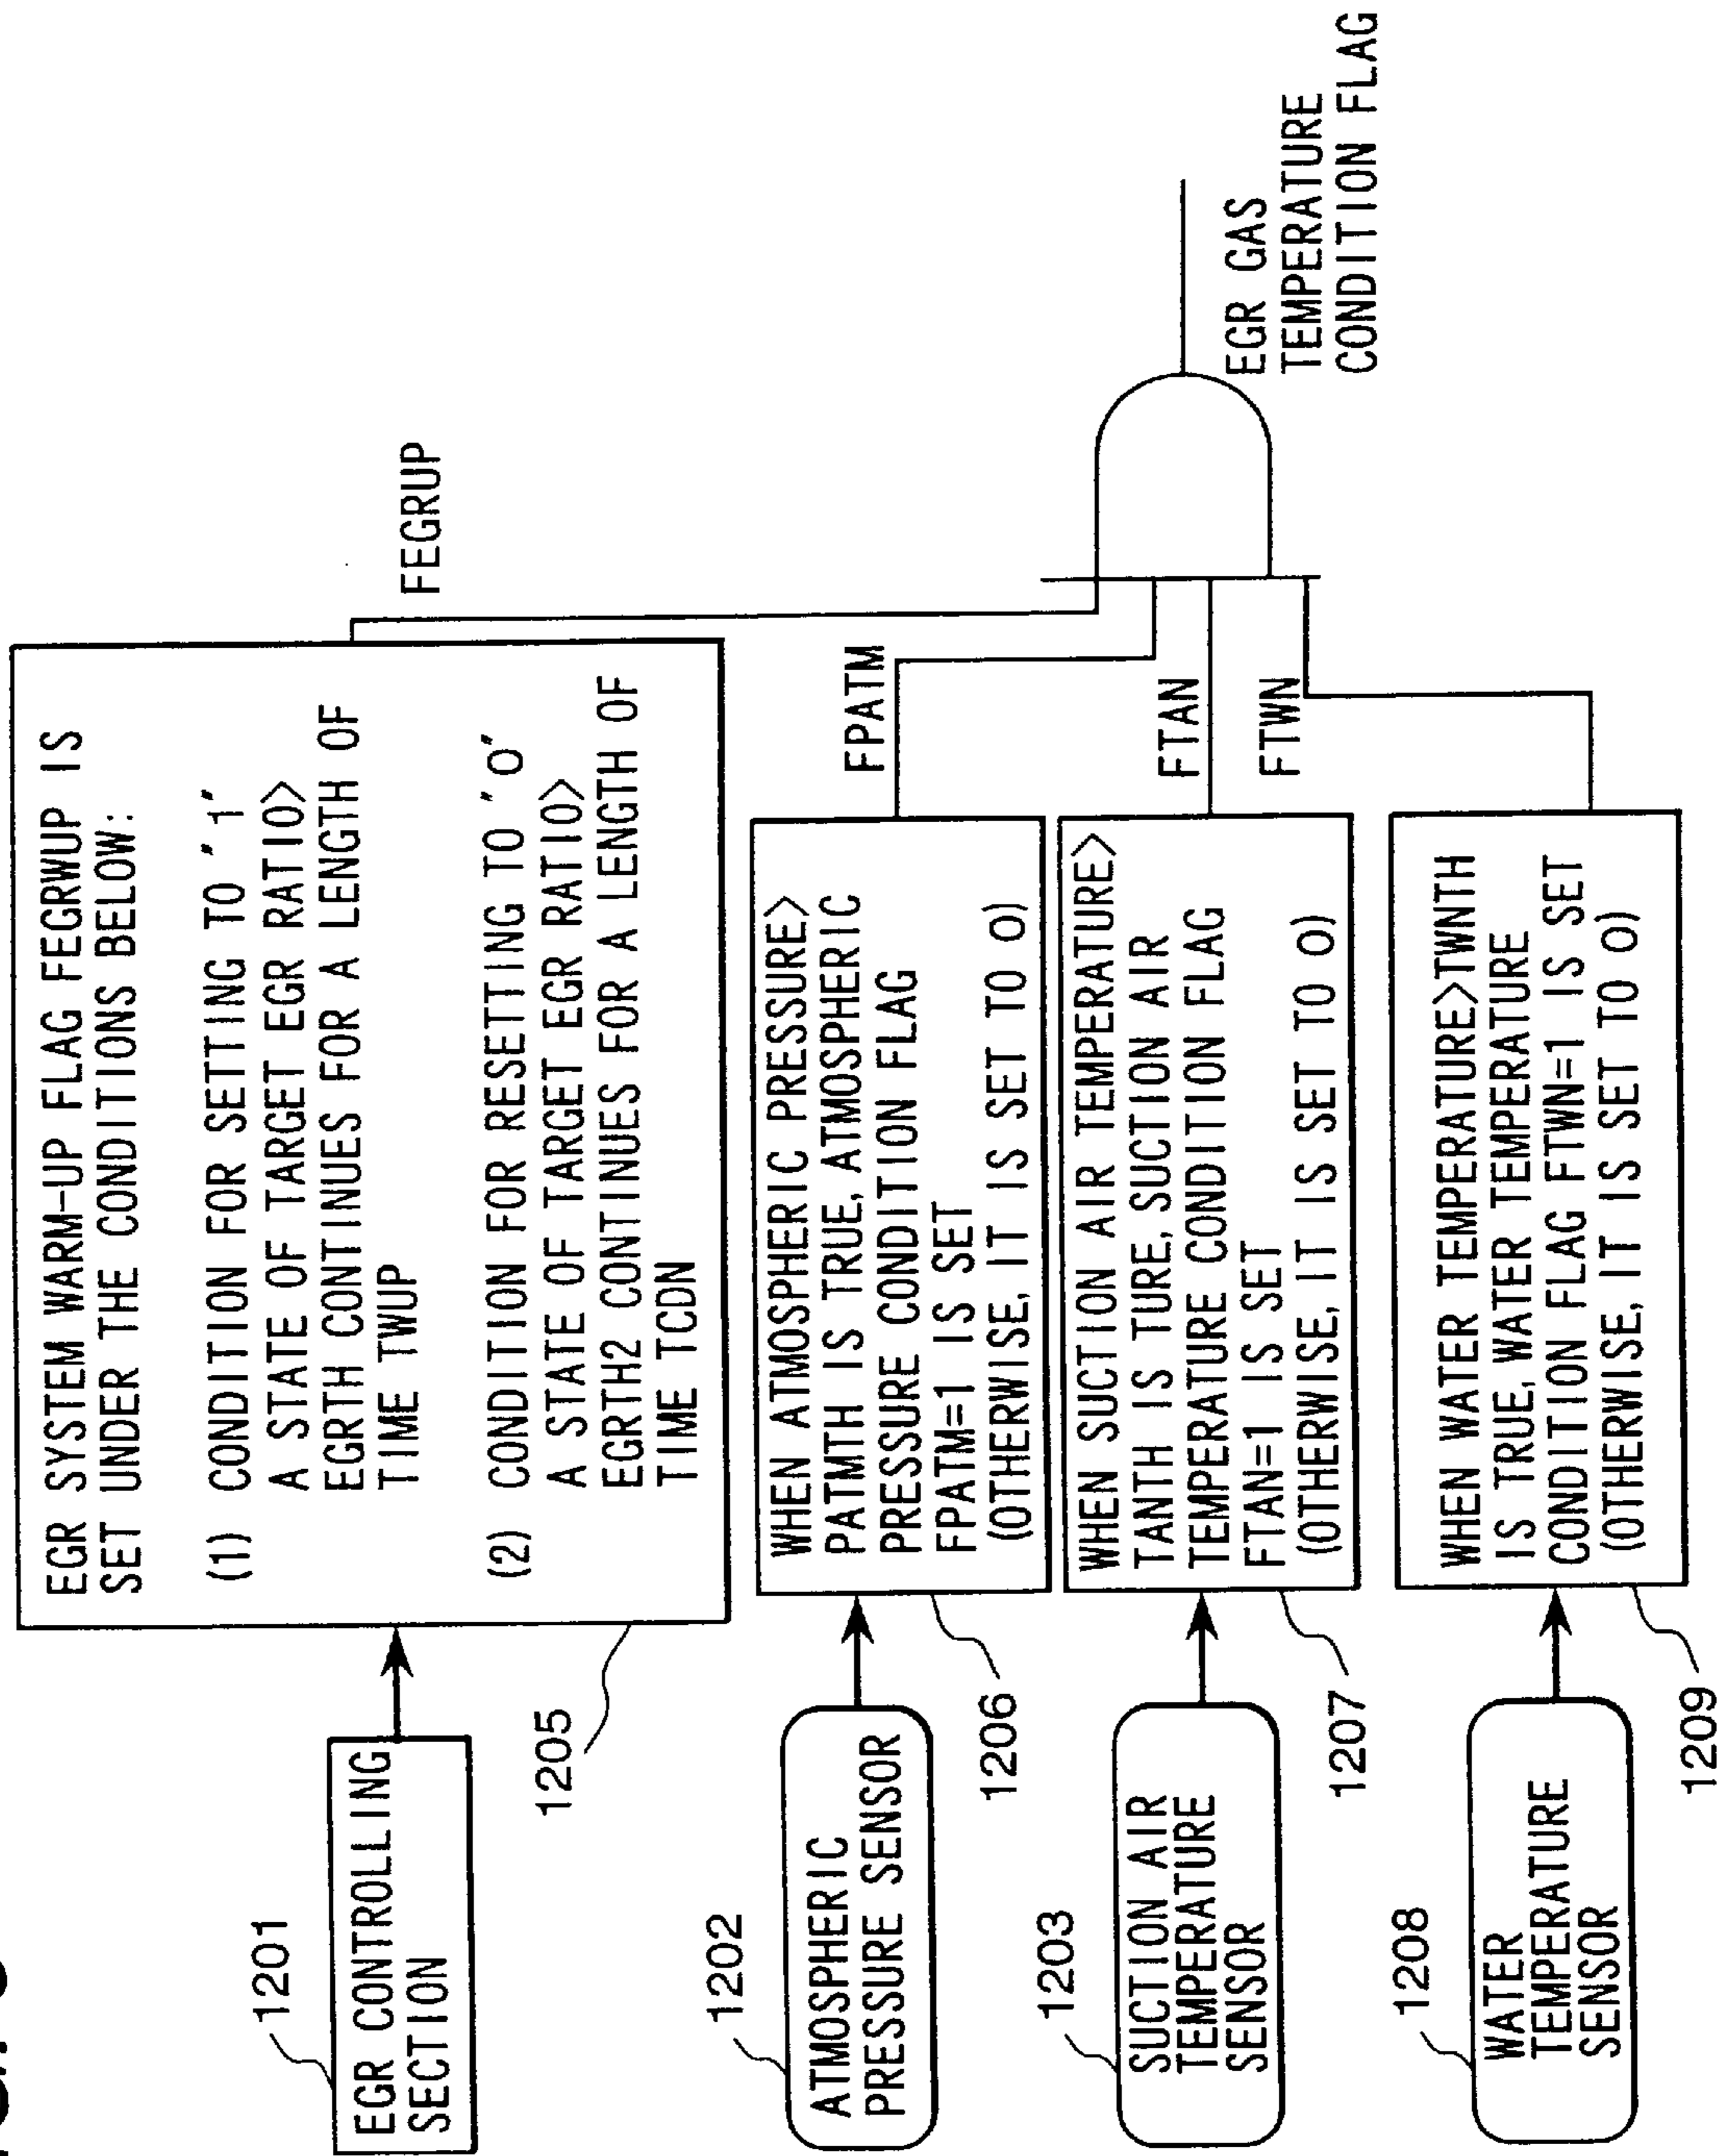 1201
EGR CONTROLLING
SECTION
1205
EGR SYSTEM WARM-UP FLAG FEGRWUP IS
SET UNDER THE CONDITIONS BELOW:
(1) CONDITION FOR SETTING TO "1"
A STATE OF TARGET EGR RATIO>
EGRTH CONTINUES FOR A LENGTH OF
TIME TWUP
(2) CONDITION FOR RESETTING TO "0"
A STATE OF TARGET EGR RATIO>
EGRTH2 CONTINUES FOR A LENGTH OF
TIME TCDN
FEGRUP
1202
ATMOSPHERIC
PRESSURE SENSOR
1206
WHEN ATMOSPHERIC PRESSURE>
PATMTH IS TRUE, ATMOSPHERIC
PRESSURE CONDITION FLAG
FPATM=1 IS SET
(OTHERWISE, IT IS SET TO 0)
FPATM
1203
SUCTION AIR
TEMPERATURE
SENSOR
1207
WHEN SUCTION AIR TEMPERATURE>
TANTH IS TURE, SUCTION AIR
TEMPERATURE CONDITION FLAG
FTAN=1 IS SET
(OTHERWISE, IT IS SET TO 0)
FTAN
1208
WATER
TEMPERATURE
SENSOR
1209
WHEN WATER TEMPERATURE>TWNTH
IS TRUE, WATER TEMPERATURE
CONDITION FLAG FTWN=1 IS SET
(OTHERWISE, IT IS SET TO 0)
FTWN
EGR GAS
TEMPERATURE
CONDITION FLAG